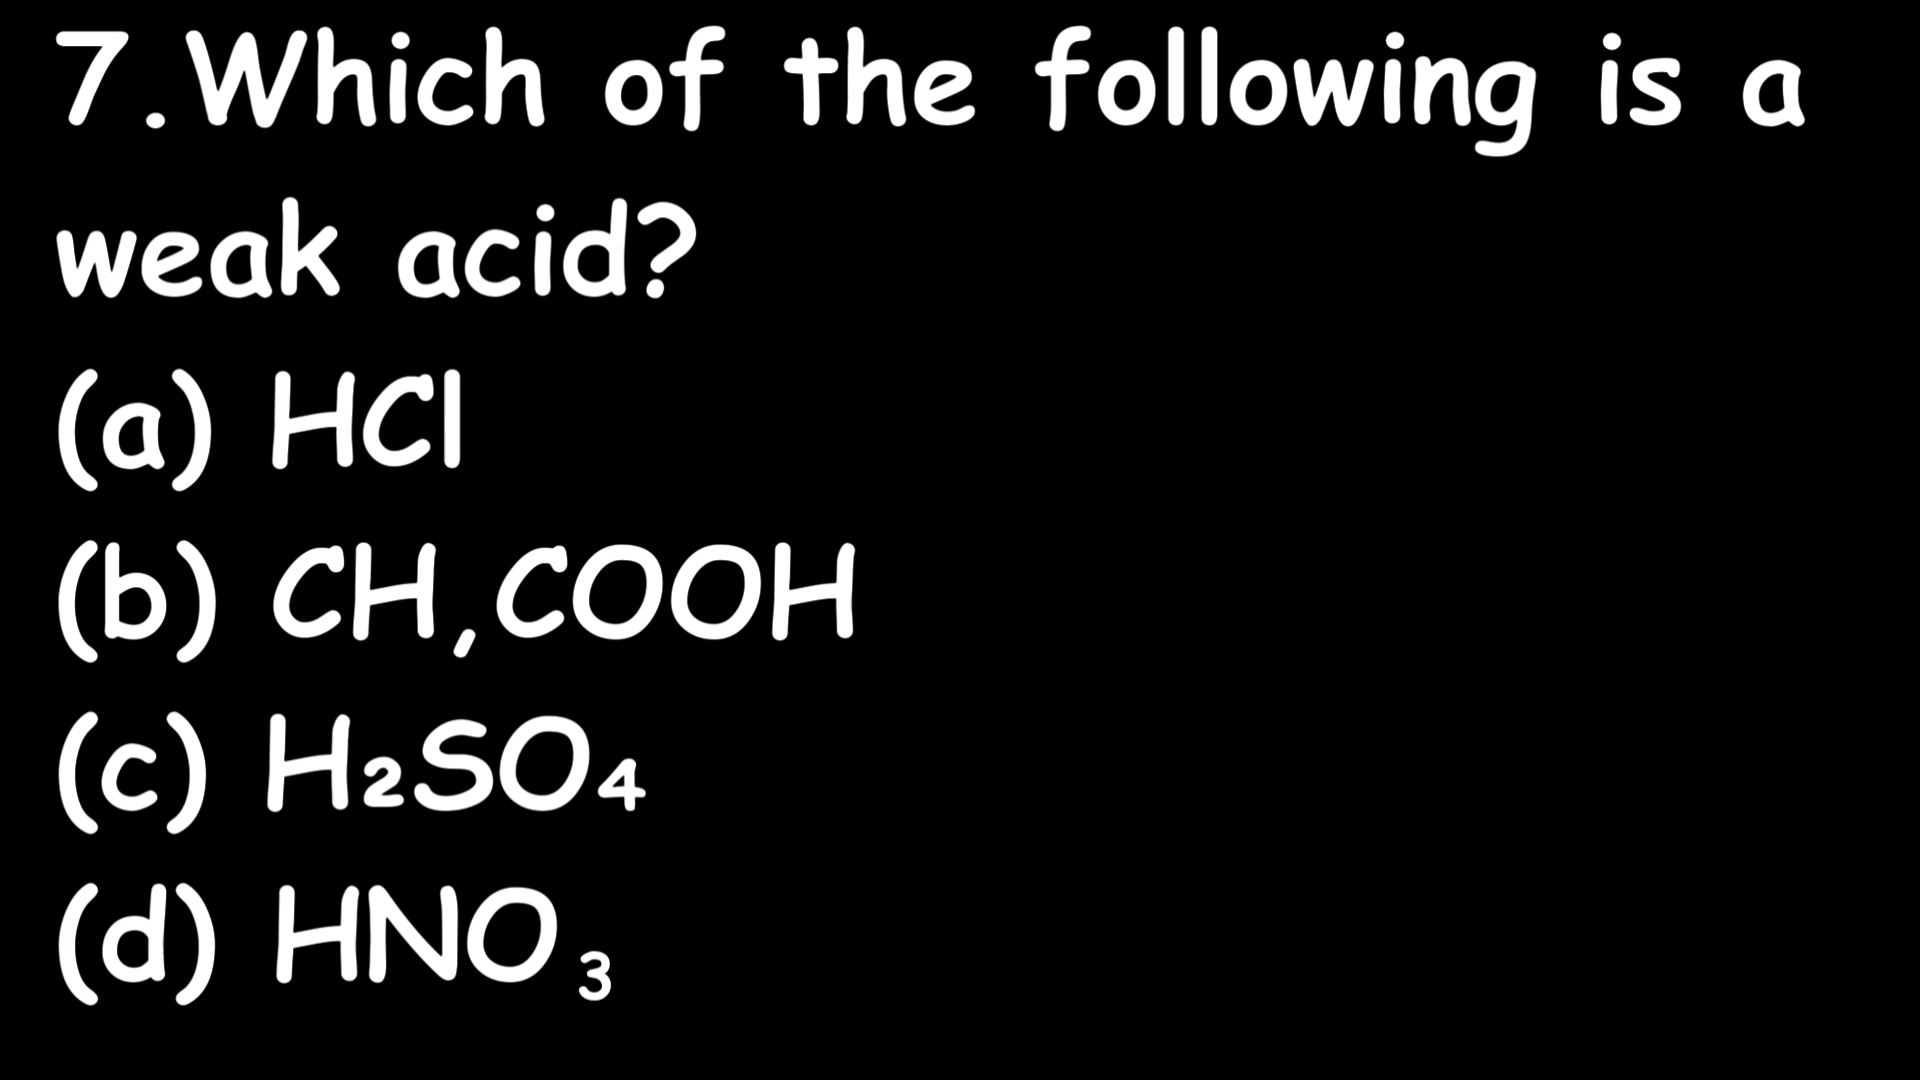 7.Which of the following is a
weak acid?
(a) HCl
(b) CH,COOH
(c) H₂SO₄
(d) HNO₃